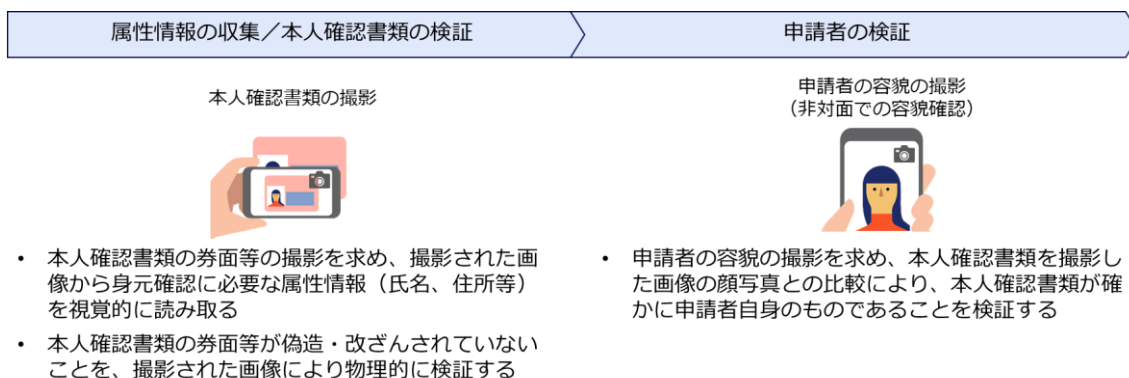 属性情報の収集／本人確認書類の検証
申請者の検証
本人確認書類の撮影
申請者の容貌の撮影
（非対面での容貌確認）
• 本人確認書類の券面等の撮影を求め、撮影された画
像から身元確認に必要な属性情報（氏名、住所等）
を視覚的に読み取る
• 本人確認書類の券面等が偽造・改ざんされていない
ことを、撮影された画像により物理的に検証する
• 申請者の容貌の撮影を求め、本人確認書類を撮影し
た画像の顔写真との比較により、本人確認書類が確
かに申請者自身のものであることを検証する